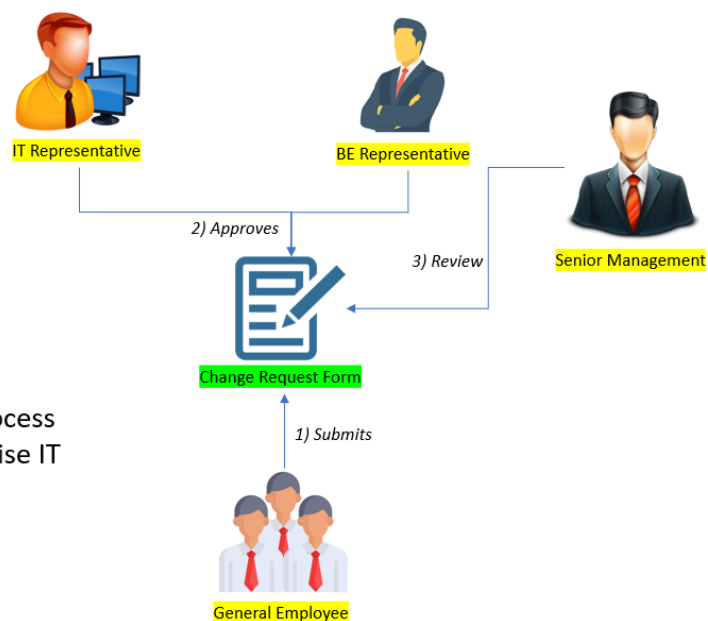 IT Representative
BE Representative
2) Approves
3) Review
Senior Management
Change Request Form
ise IT
1) Submits
General Employee